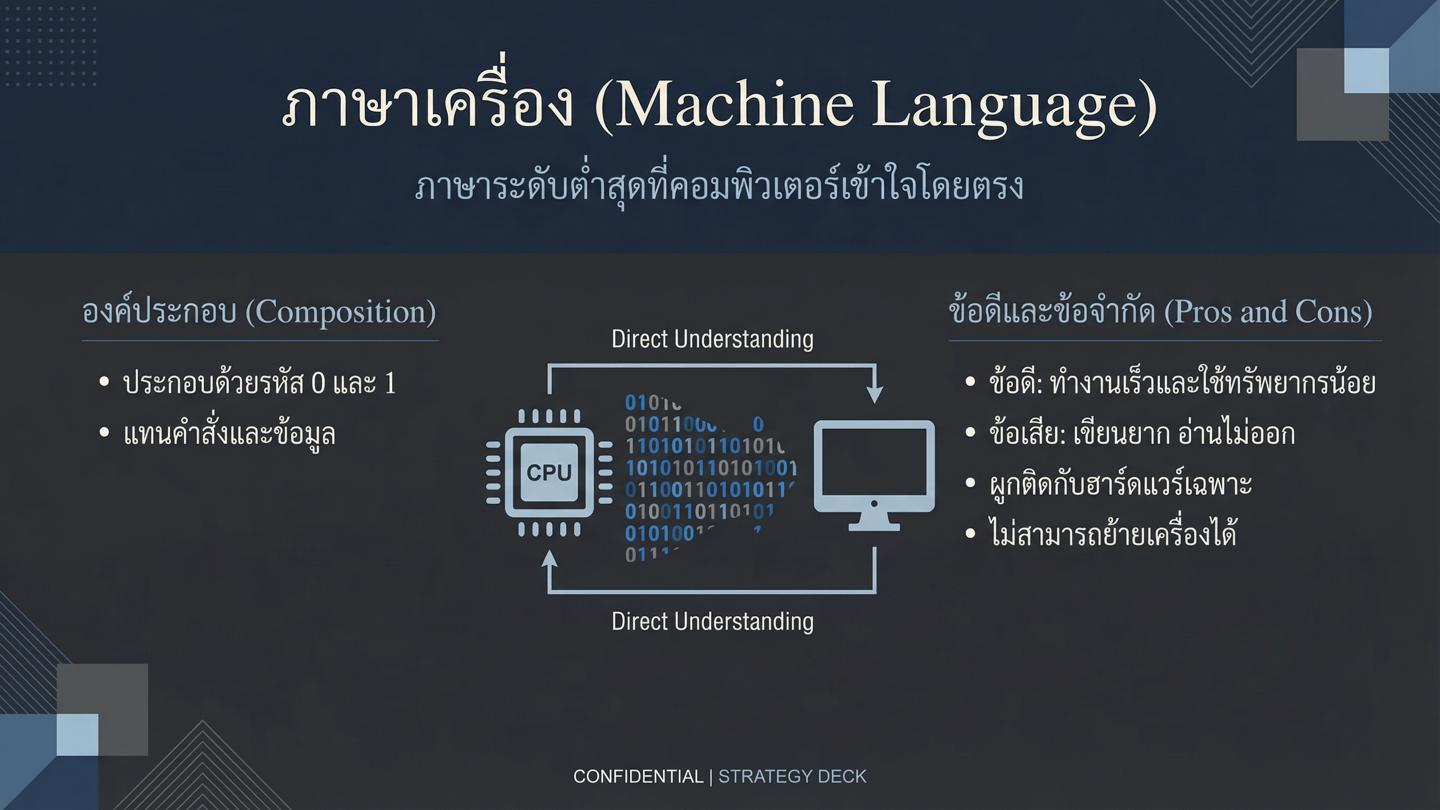 ภาษาเครื่อง (Machine Language)
ภาษาระดับต่ำสุดที่คอมพิวเตอร์เข้าใจโดยตรง
องค์ประกอบ (Composition)
• ประกอบด้วยรหัส 0 และ 1
• แทนคำสั่งและข้อมูล
Direct Understanding
CPU
0101
010110
1101010110101
101010110101001
01100110101011
0100110110101
0101001
0111
Direct Understanding
ข้อดีและข้อจำกัด (Pros and Cons)
• ข้อดี: ทำงานเร็วและใช้ทรัพยากรน้อย
• ข้อเสีย: เขียนยาก อ่านไม่ออก
• ผูกติดกับฮาร์ดแวร์เฉพาะ
• ไม่สามารถย้ายเครื่องได้
CONFIDENTIAL | STRATEGY DECK